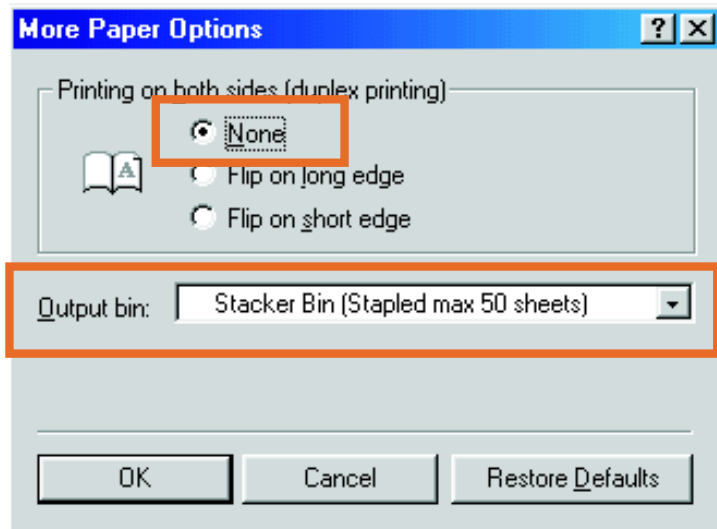 More Paper Options
Printing on both sides (duplex printing)
None
A
Flip on long edge
Flip on short edge
Output bin: Stacker Bin (Stapled max 50 sheets)
OK Cancel Restore Defaults